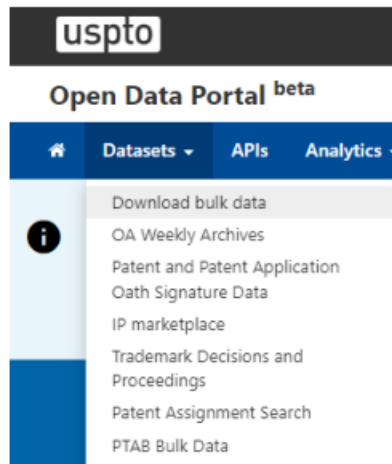 uspto
Open Data Portal beta
Datasets APIs Analytics
Download bulk data
OA Weekly Archives
Patent and Patent Application
Oath Signature Data
IP marketplace
Trademark Decisions and
Proceedings
Patent Assignment Search
PTAB Bulk Data